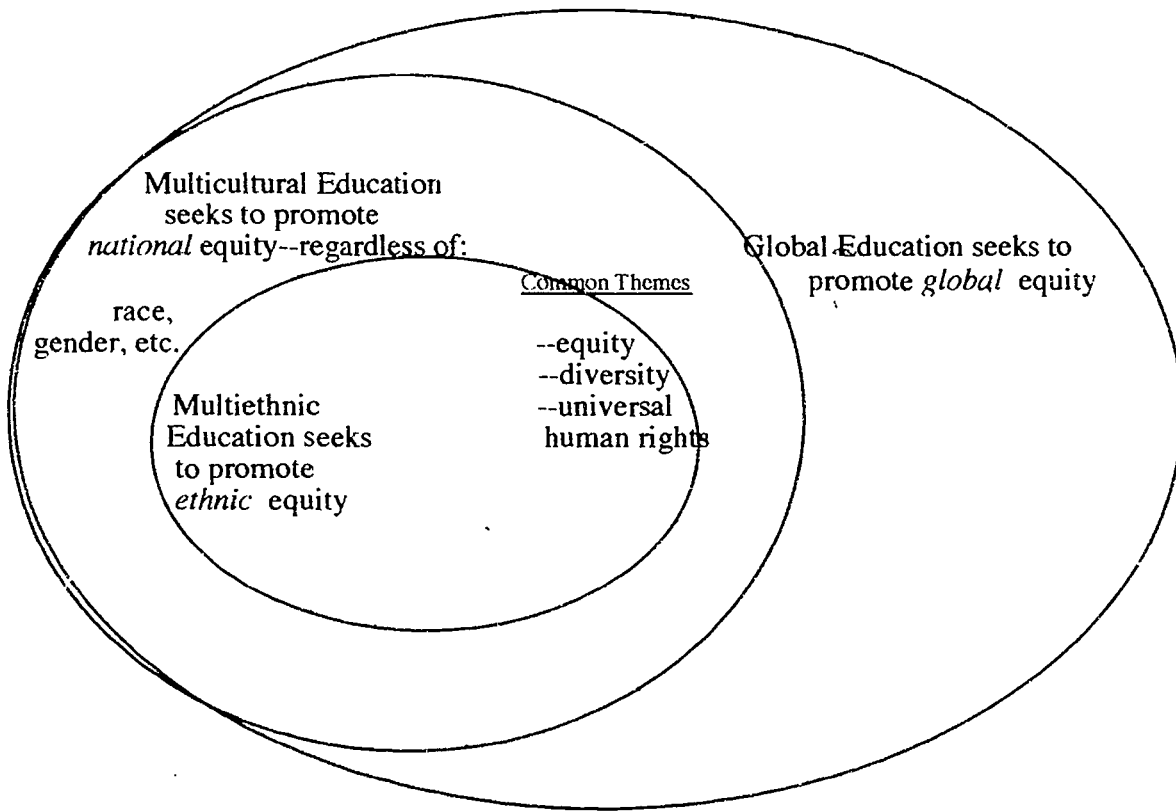 Multicultural Education
seeks to promote
national equity--regardless of:
race,
gender, etc.
Multiethnic
Education seeks
to promote
ethnic equity
Common Themes
--equity
--diversity
--universal
human rights
Global Education seeks to
promote global equity